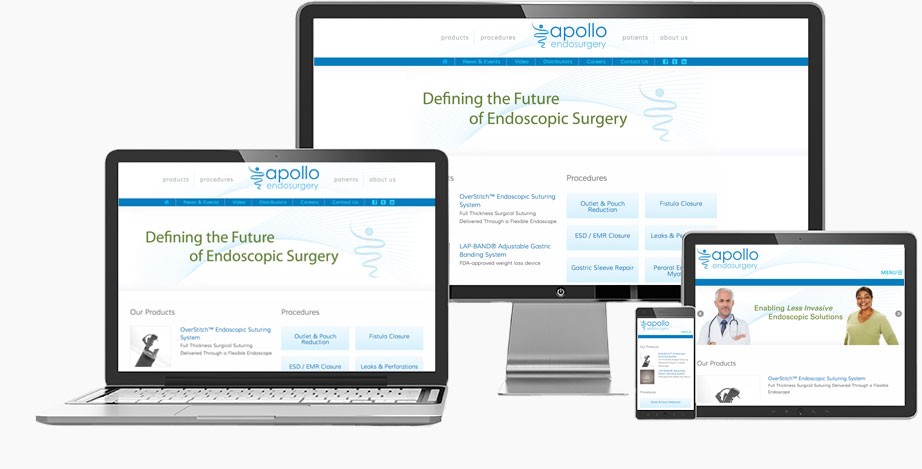 products
procedures
apollo
endosurgery
patients
about us
News & Events
Video
Distributors
Careers
Contact Us
Defining the Future
of Endoscopic Surgery
ts
Procedures
OverStitch™ Endoscopic Suturing
System
Full Thickness Surgical Suturing
Delivered Through a Flexible Endoscope
LAP-BAND® Adjustable Gastric
Banding System
FDA-approved weight loss device
Outlet & Pouch
Reduction
Fistula Closure
ESD / EMR Closure
Leaks & Perfo
Gastric Sleeve Repair
Peroral En
Myo
products
procedures
apollo
endosurgery
patients
about us
News & Events
Video
Distributors
Careers
Contact Us
Defining the Future
of Endoscopic Surgery
Our Products
OverStitch™ Endoscopic Suturing
System
Full Thickness Surgical Suturing
Delivered Through a Flexible Endoscope
Procedures
Outlet & Pouch
Reduction
Fistula Closure
ESD / EMR Closure
Leaks & Perforations
apollo
endosurgery
Our Products
Procedures
apollo
endosurgery
MENU
Enabling Less Invasive
Endoscopic Solutions
Our Products
OverStitch™ Endoscopic Suturing System
Full Thickness Surgical Suturing Delivered Through a Flexible
Endoscope